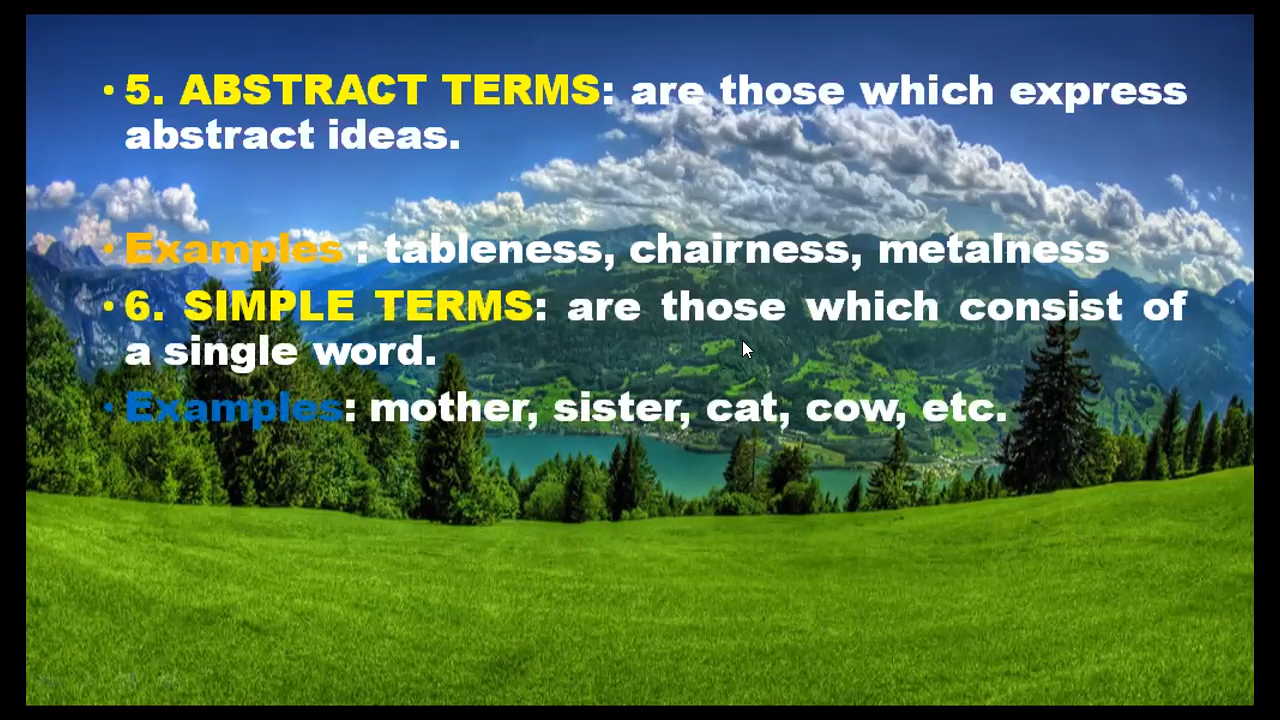 • 5. ABSTRACT TERMS: are those which express
abstract ideas.
• Examples : tableness, chairness, metalness
• 6. SIMPLE TERMS: are those which consist of
a single word.
• Examples: mother, sister, cat, cow, etc.